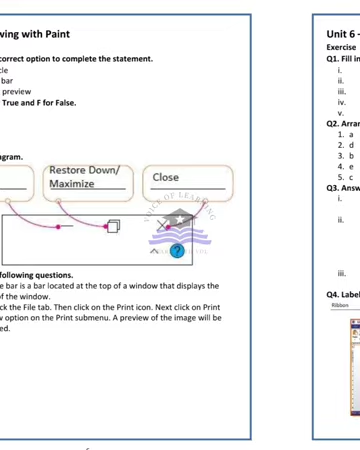 wing with Paint
correct option to complete the statement.
cle
bar
preview
True and F for False.
agram.
Restore Down/
Maximize
Close
VOICE OF LEARNING
?
following questions.
e bar is a bar located at the top of a window that displays the
of the window.
ck the File tab. Then click on the Print icon. Next click on Print
w option on the Print submenu. A preview of the image will be
ed.
Unit 6 -
Exercise
Q1. Fill in
i.
ii.
iii.
iv.
v.
Q2. Arran
1. a
2. d
3. b
4. e
5. c
Q3. Answ
i.
ii.
iii.
Q4. Label
Ribbon